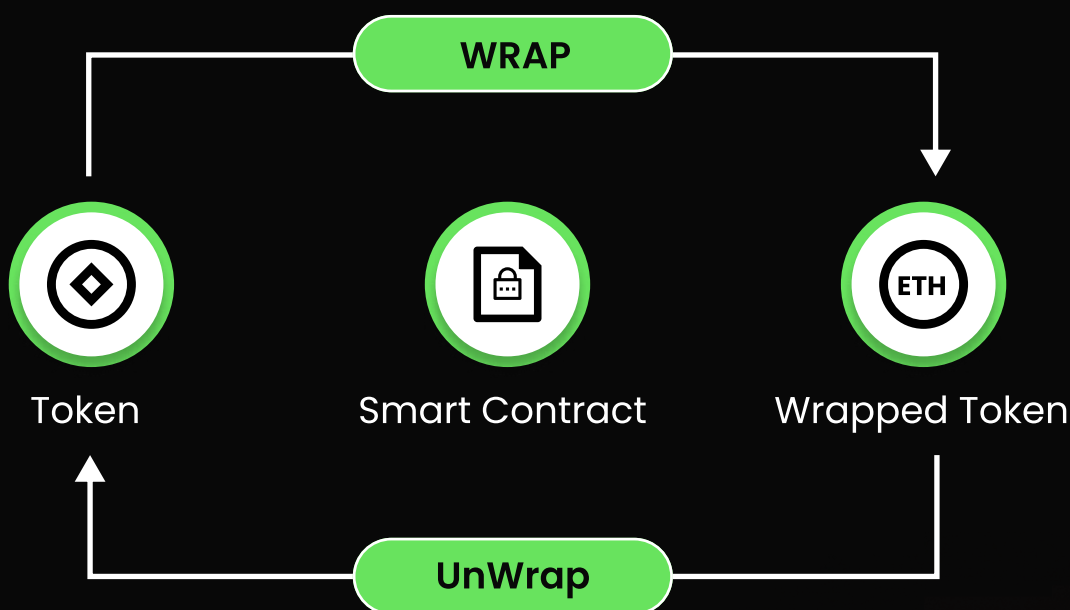 WRAP
ETH
Token
Smart Contract
Wrapped Token
UnWrap